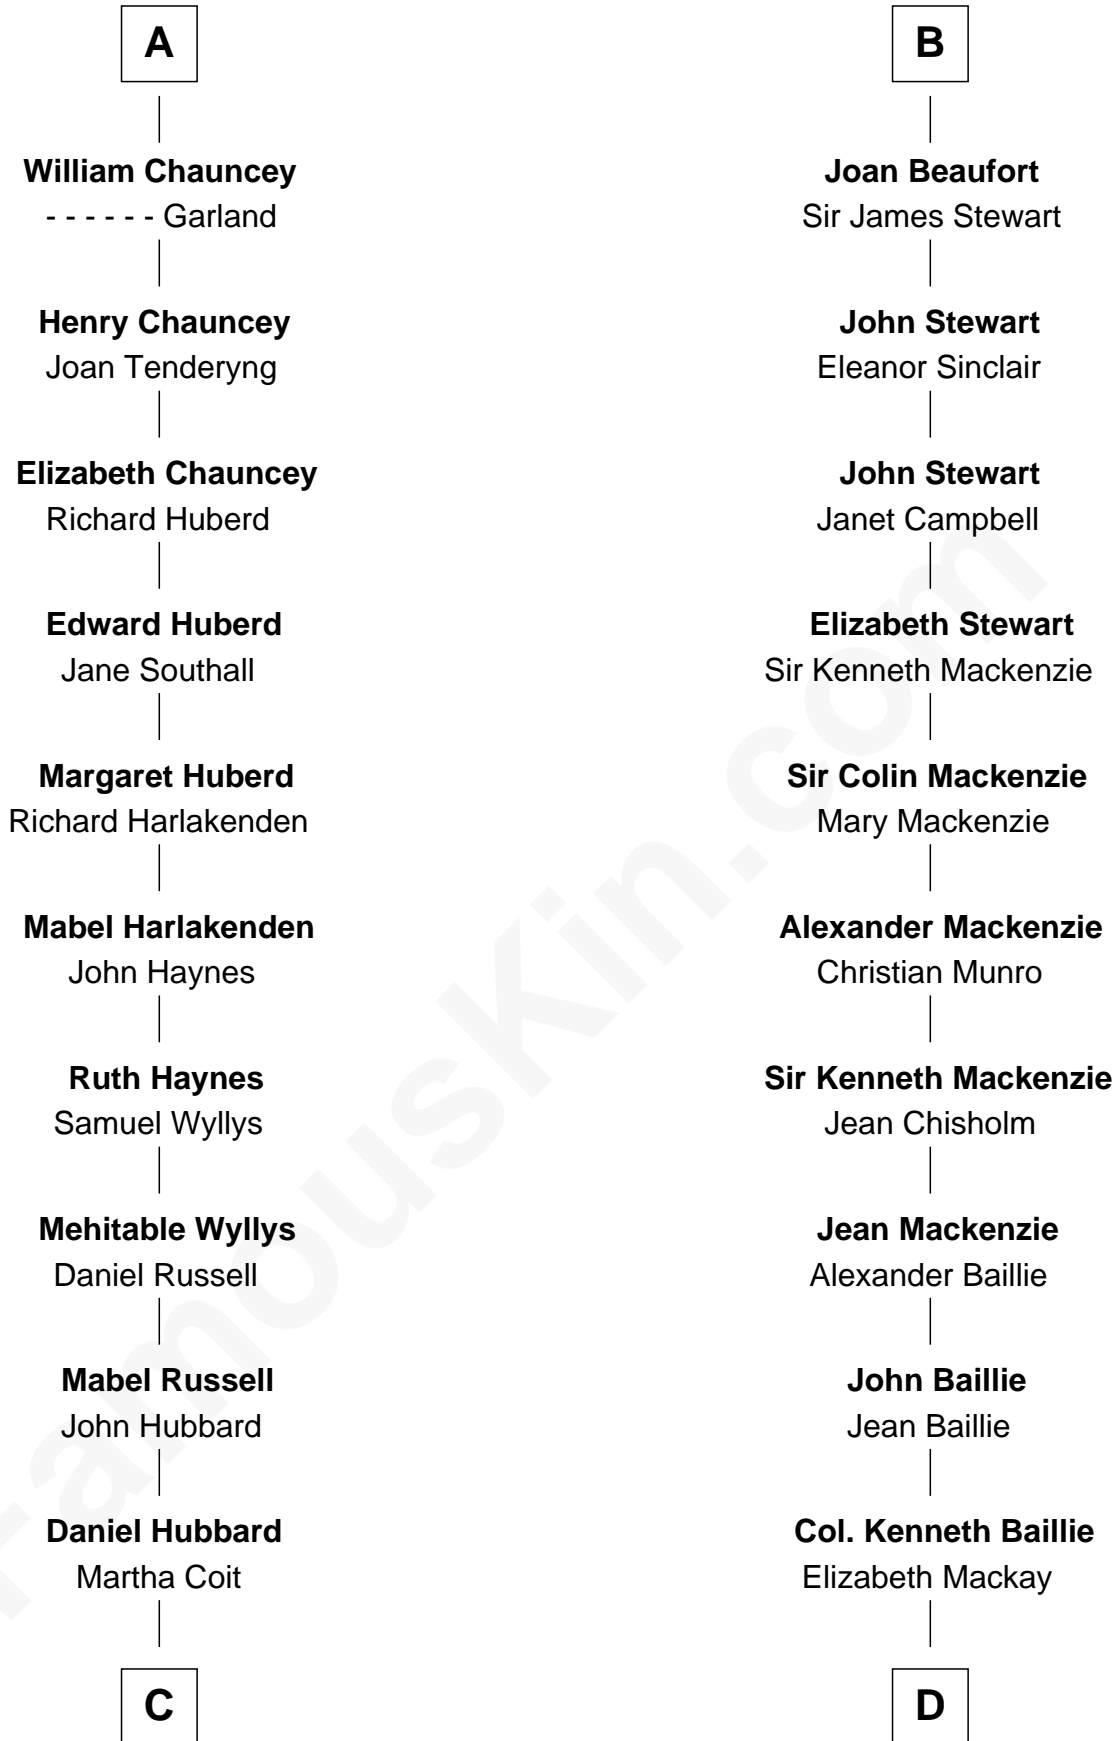 A
William Chauncey
- - - - - - Garland
Henry Chauncey
Joan Tenderyng
Elizabeth Chauncey
Richard Huberd
Edward Huberd
Jane Southall
Margaret Huberd
Richard Harlakenden
Mabel Harlakenden
John Haynes
Ruth Haynes
Samuel Wyllys
Mehitable Wyllys
Daniel Russell
Mabel Russell
John Hubbard
Daniel Hubbard
Martha Coit
C
B
Joan Beaufort
Sir James Stewart
John Stewart
Eleanor Sinclair
John Stewart
Janet Campbell
Elizabeth Stewart
Sir Kenneth Mackenzie
Sir Colin Mackenzie
Mary Mackenzie
Alexander Mackenzie
Christian Munro
Sir Kenneth Mackenzie
Jean Chisholm
Jean Mackenzie
Alexander Baillie
John Baillie
Jean Baillie
Col. Kenneth Baillie
Elizabeth Mackay
D
FamousKin.com